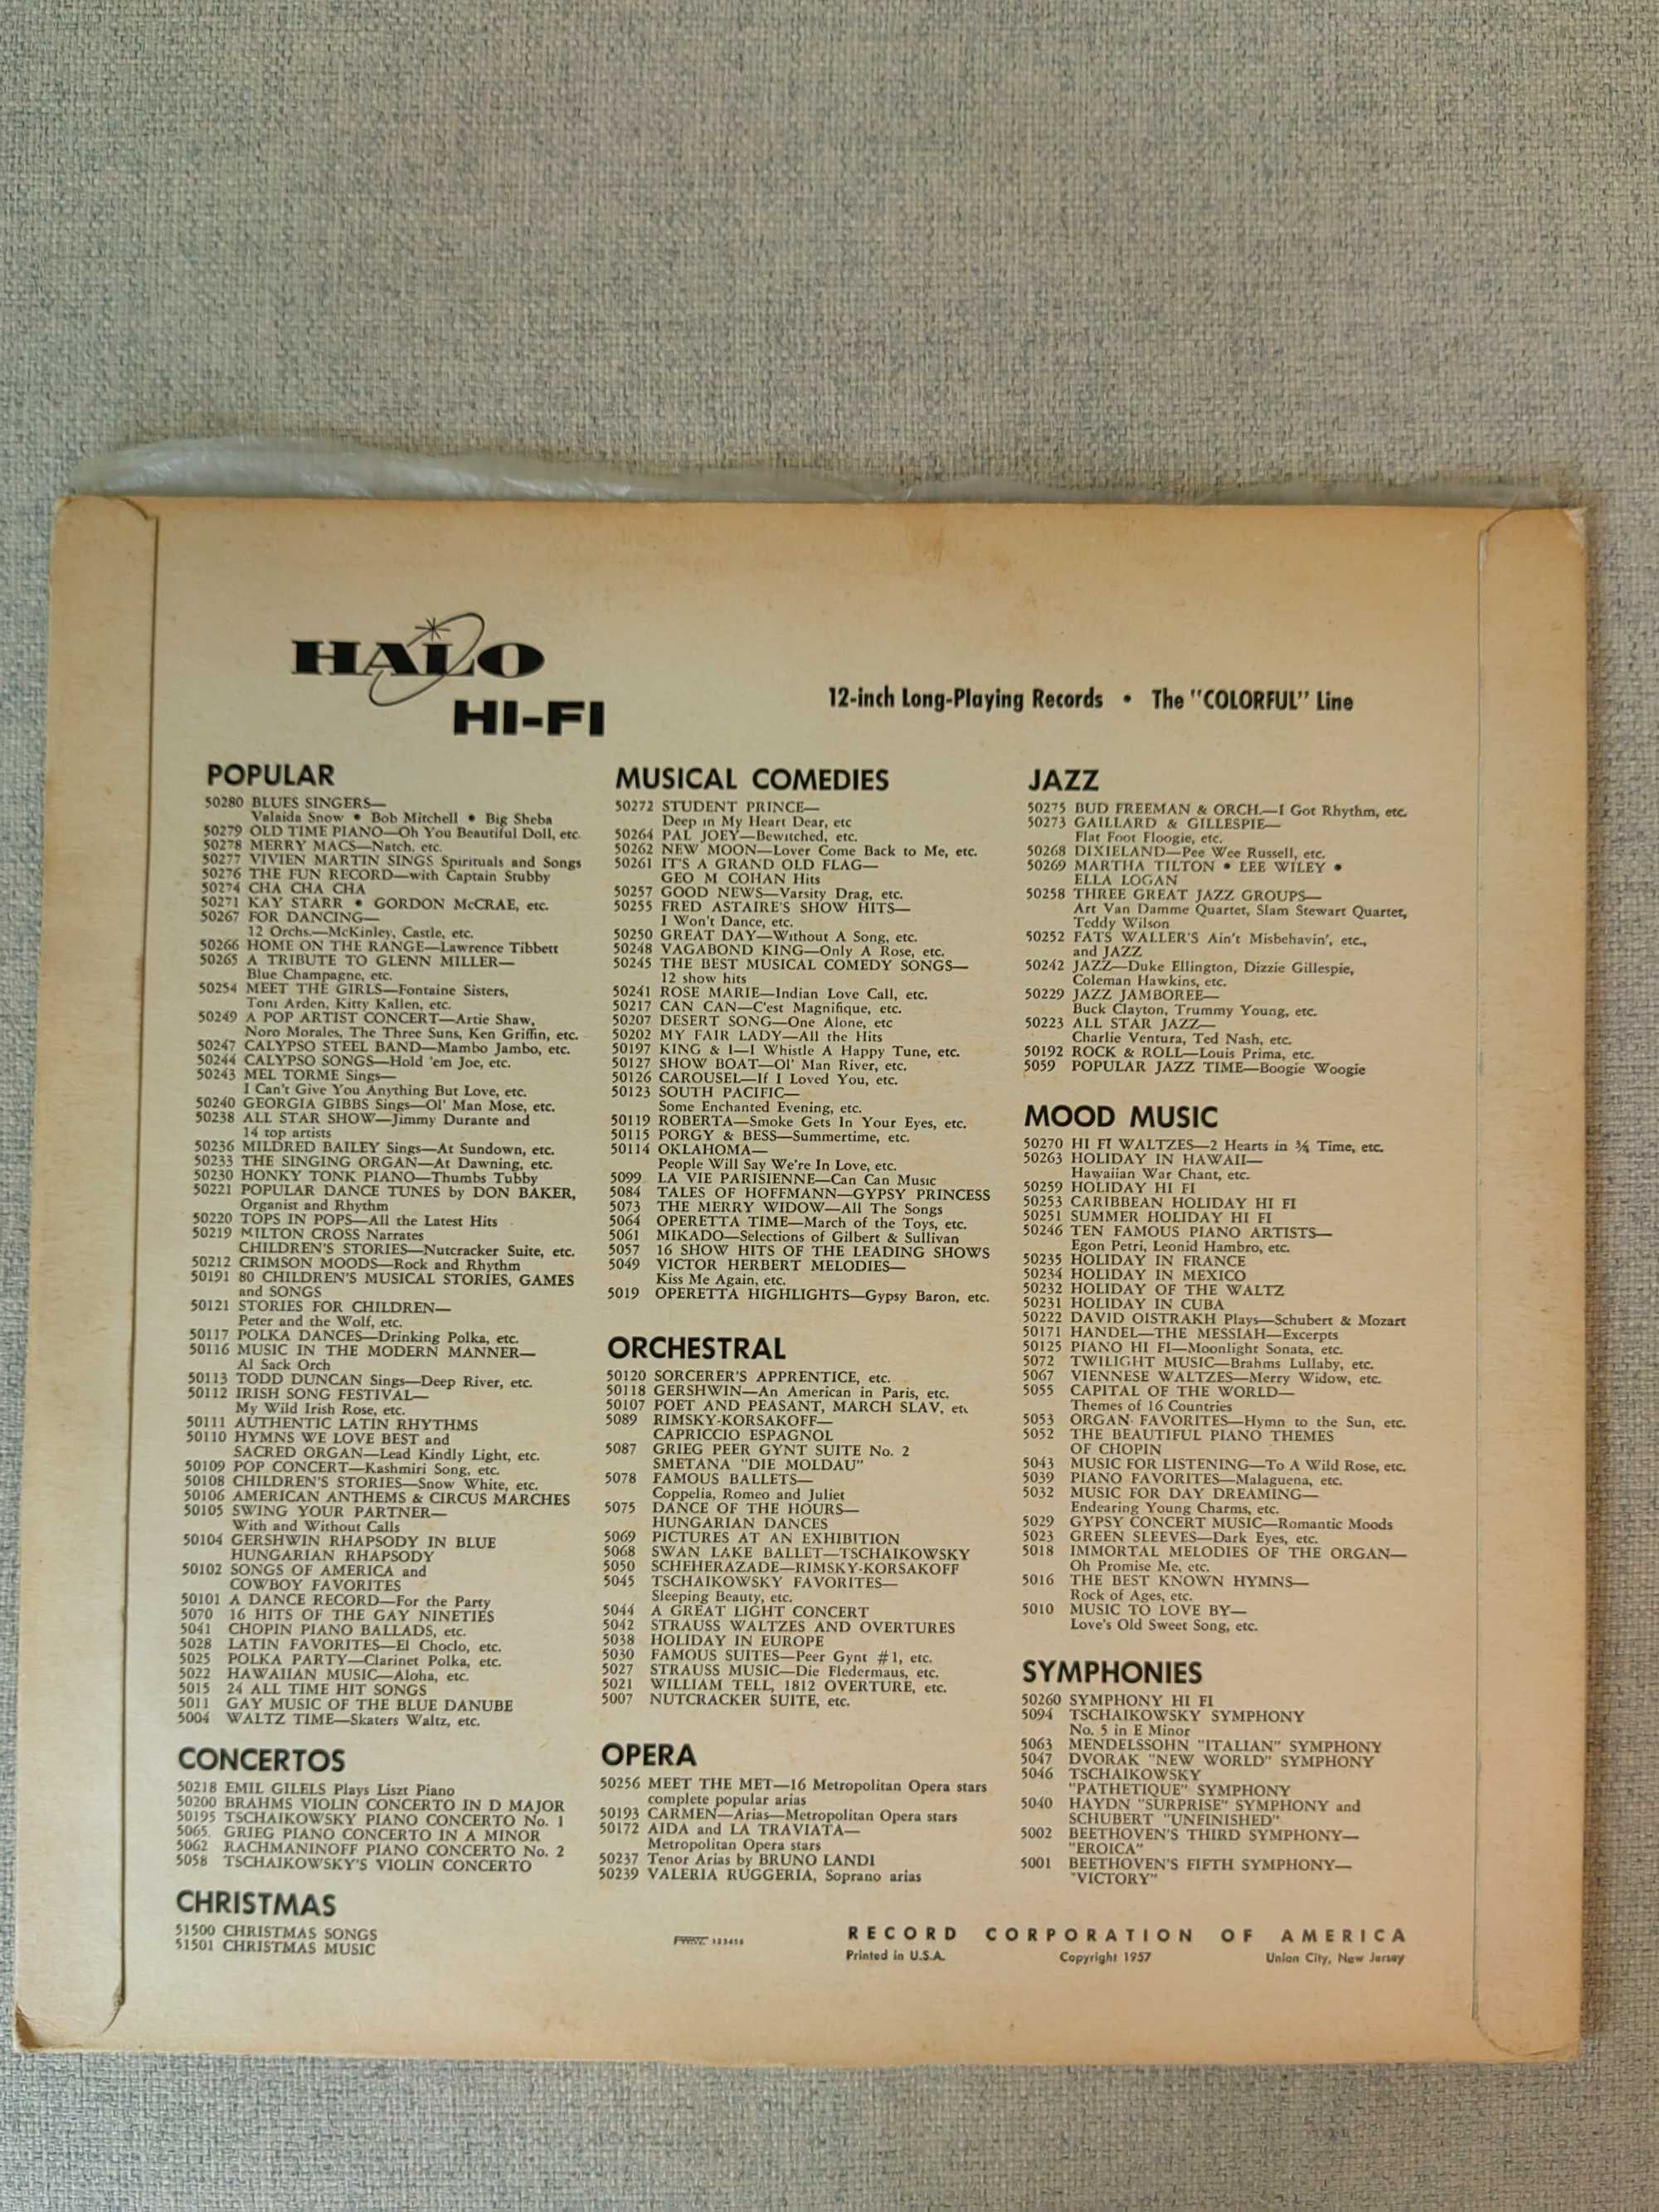 HALO
HI-FI
12-inch Long-Playing Records • The "COLORFUL" Line
POPULAR
50280 BLUES SINGERS—
Valaida Snow • Bob Mitchell • Big Sheba
50279 OLD TIME PIANO—Oh You Beautiful Doll, etc.
50278 MERRY MACS—Natch, etc.
50277 VIVIEN MARTIN SINGS Spirituals and Songs
50276 THE FUN RECORD—with Captain Stubby
50274 CHA CHA CHA
50271 KAY STARR • GORDON McCRAE, etc.
50267 FOR DANCING—
12 Orchs.—McKinley, Castle, etc.
50266 HOME ON THE RANGE—Lawrence Tibbett
50265 A TRIBUTE TO GLENN MILLER—
Blue Champagne, etc.
50254 MEET THE GIRLS—Fontaine Sisters,
Toni Arden, Kitty Kallen, etc.
50249 A POP ARTIST CONCERT—Artie Shaw,
Noro Morales, The Three Suns, Ken Griffin, etc.
50247 CALYPSO STEEL BAND—Mambo Jambo, etc.
50244 CALYPSO SONGS—Hold 'em Joe, etc.
50243 MEL TORME Sings—
I Can't Give You Anything But Love, etc.
50240 GEORGIA GIBBS Sings—Ol' Man Mose, etc.
50238 ALL STAR SHOW—Jimmy Durante and
14 top artists
50236 MILDRED BAILEY Sings—At Sundown, etc.
50233 THE SINGING ORGAN—At Dawning, etc.
50230 HONKY TONK PIANO—Thumbs Tubby
50221 POPULAR DANCE TUNES by DON BAKER,
Organist and Rhythm
50220 TOPS IN POPS—All the Latest Hits
50219 MILTON CROSS Narrates
CHILDREN'S STORIES—Nutcracker Suite, etc.
50212 CRIMSON MOODS—Rock and Rhythm
50191 80 CHILDREN'S MUSICAL STORIES, GAMES
and SONGS
50121 STORIES FOR CHILDREN—
Peter and the Wolf, etc.
50117 POLKA DANCES—Drinking Polka, etc.
50116 MUSIC IN THE MODERN MANNER—
Al Sack Orch
50113 TODD DUNCAN Sings—Deep River, etc.
50112 IRISH SONG FESTIVAL—
My Wild Irish Rose, etc.
50111 AUTHENTIC LATIN RHYTHMS
50110 HYMNS WE LOVE BEST and
SACRED ORGAN—Lead Kindly Light, etc.
50109 POP CONCERT—Kashmiri Song, etc.
50108 CHILDREN'S STORIES—Snow White, etc.
50106 AMERICAN ANTHEMS & CIRCUS MARCHES
50105 SWING YOUR PARTNER—
With and Without Calls
50104 GERSHWIN RHAPSODY IN BLUE
HUNGARIAN RHAPSODY
50102 SONGS OF AMERICA and
COWBOY FAVORITES
50101 A DANCE RECORD—For the Party
5070 16 HITS OF THE GAY NINETIES
5041 CHOPIN PIANO BALLADS, etc.
5028 LATIN FAVORITES—El Choclo, etc.
5025 POLKA PARTY—Clarinet Polka, etc.
5022 HAWAIIAN MUSIC—Aloha, etc.
5015 24 ALL TIME HIT SONGS
5011 GAY MUSIC OF THE BLUE DANUBE
5004 WALTZ TIME—Skaters Waltz, etc.
CONCERTOS
50218 EMIL GILELS Plays Liszt Piano
50200 BRAHMS VIOLIN CONCERTO IN D MAJOR
50195 TSCHAIKOWSKY PIANO CONCERTO No. 1
5065. GRIEG PIANO CONCERTO IN A MINOR
5062 RACHMANINOFF PIANO CONCERTO No. 2
5058 TSCHAIKOWSKY'S VIOLIN CONCERTO
CHRISTMAS
51500 CHRISTMAS SONGS
51501 CHRISTMAS MUSIC
MUSICAL COMEDIES
50272 STUDENT PRINCE—
Deep in My Heart Dear, etc
50264 PAL JOEY—Bewitched, etc.
50262 NEW MOON—Lover Come Back to Me, etc.
50261 IT'S A GRAND OLD FLAG—
GEO M COHAN Hits
50257 GOOD NEWS—Varsity Drag, etc.
50255 FRED ASTAIRE'S SHOW HITS—
I Won't Dance, etc.
50250 GREAT DAY—Without A Song, etc.
50248 VAGABOND KING—Only A Rose, etc.
50245 THE BEST MUSICAL COMEDY SONGS—
12 show hits
50241 ROSE MARIE—Indian Love Call, etc.
50217 CAN CAN—C'est Magnifique, etc.
50207 DESERT SONG—One Alone, etc
50202 MY FAIR LADY—All the Hits
50197 KING & I—I Whistle A Happy Tune, etc.
50127 SHOW BOAT—Ol' Man River, etc.
50126 CAROUSEL—If I Loved You, etc.
50123 SOUTH PACIFIC—
Some Enchanted Evening, etc.
50119 ROBERTA—Smoke Gets In Your Eyes, etc.
50115 PORGY & BESS—Summertime, etc.
50114 OKLAHOMA—
People Will Say We're In Love, etc.
5099 LA VIE PARISIENNE—Can Can Music
5084 TALES OF HOFFMANN—GYPSY PRINCESS
5073 THE MERRY WIDOW—All The Songs
5064 OPERETTA TIME—March of the Toys, etc.
5061 MIKADO—Selections of Gilbert & Sullivan
5057 16 SHOW HITS OF THE LEADING SHOWS
5049 VICTOR HERBERT MELODIES—
Kiss Me Again, etc.
5019 OPERETTA HIGHLIGHTS—Gypsy Baron, etc.
ORCHESTRAL
50120 SORCERER'S APPRENTICE, etc.
50118 GERSHWIN—An American in Paris, etc.
50107 POET AND PEASANT, MARCH SLAV, etc
5089 RIMSKY-KORSAKOFF—
CAPRICCIO ESPAGNOL
5087 GRIEG PEER GYNT SUITE No. 2
SMETANA "DIE MOLDAU"
5078 FAMOUS BALLETS—
Coppelia, Romeo and Juliet
5075 DANCE OF THE HOURS—
HUNGARIAN DANCES
5069 PICTURES AT AN EXHIBITION
5068 SWAN LAKE BALLET—TSCHAIKOWSKY
5050 SCHEHERAZADE—RIMSKY-KORSAKOFF
5045 TSCHAIKOWSKY FAVORITES—
Sleeping Beauty, etc.
5044 A GREAT LIGHT CONCERT
5042 STRAUSS WALTZES AND OVERTURES
5038 HOLIDAY IN EUROPE
5030 FAMOUS SUITES—Peer Gynt #1, etc.
5027 STRAUSS MUSIC—Die Fledermaus, etc.
5021 WILLIAM TELL, 1812 OVERTURE, etc.
5007 NUTCRACKER SUITE, etc.
OPERA
50256 MEET THE MET—16 Metropolitan Opera stars
complete popular arias
50193 CARMEN—Arias—Metropolitan Opera stars
50172 AIDA and LA TRAVIATA—
Metropolitan Opera stars
50237 Tenor Arias by BRUNO LANDI
50239 VALERIA RUGGERIA, Soprano arias
JAZZ
50275 BUD FREEMAN & ORCH.—I Got Rhythm, etc.
50273 GAILLARD & GILLESPIE—
Flat Foot Floogie, etc.
50268 DIXIELAND—Pee Wee Russell, etc.
50269 MARTHA TILTON • LEE WILEY •
ELLA LOGAN
50258 THREE GREAT JAZZ GROUPS—
Art Van Damme Quartet, Slam Stewart Quartet,
Teddy Wilson
50252 FATS WALLER'S Ain't Misbehavin', etc.,
and JAZZ
50242 JAZZ—Duke Ellington, Dizzie Gillespie,
Coleman Hawkins, etc.
50229 JAZZ JAMBOREE—
Buck Clayton, Trummy Young, etc.
50223 ALL STAR JAZZ—
Charlie Ventura, Ted Nash, etc.
50192 ROCK & ROLL—Louis Prima, etc.
5059 POPULAR JAZZ TIME—Boogie Woogie
MOOD MUSIC
50270 HI FI WALTZES—2 Hearts in ¾ Time, etc.
50263 HOLIDAY IN HAWAII—
Hawaiian War Chant, etc.
50259 HOLIDAY HI FI
50253 CARIBBEAN HOLIDAY HI FI
50251 SUMMER HOLIDAY HI FI
50246 TEN FAMOUS PIANO ARTISTS—
Egon Petri, Leonid Hambro, etc.
50235 HOLIDAY IN FRANCE
50234 HOLIDAY IN MEXICO
50232 HOLIDAY OF THE WALTZ
50231 HOLIDAY IN CUBA
50222 DAVID OISTRAKH Plays—Schubert & Mozart
50171 HANDEL—THE MESSIAH—Excerpts
50125 PIANO HI FI—Moonlight Sonata, etc.
5072 TWILIGHT MUSIC—Brahms Lullaby, etc.
5067 VIENNESE WALTZES—Merry Widow, etc.
5055 CAPITAL OF THE WORLD—
Themes of 16 Countries
5053 ORGAN FAVORITES—Hymn to the Sun, etc.
5052 THE BEAUTIFUL PIANO THEMES
OF CHOPIN
5043 MUSIC FOR LISTENING—To A Wild Rose, etc.
5039 PIANO FAVORITES—Malaguena, etc.
5032 MUSIC FOR DAY DREAMING—
Endearing Young Charms, etc.
5029 GYPSY CONCERT MUSIC—Romantic Moods
5023 GREEN SLEEVES—Dark Eyes, etc.
5018 IMMORTAL MELODIES OF THE ORGAN—
Oh Promise Me, etc.
5016 THE BEST KNOWN HYMNS—
Rock of Ages, etc.
5010 MUSIC TO LOVE BY—
Love's Old Sweet Song, etc.
SYMPHONIES
50260 SYMPHONY HI FI
5094 TSCHAIKOWSKY SYMPHONY
No. 5 in E Minor
5063 MENDELSSOHN "ITALIAN" SYMPHONY
5047 DVORAK "NEW WORLD" SYMPHONY
5046 TSCHAIKOWSKY
"PATHETIQUE" SYMPHONY
5040 HAYDN "SURPRISE" SYMPHONY and
SCHUBERT "UNFINISHED"
5002 BEETHOVEN'S THIRD SYMPHONY—
"EROICA"
5001 BEETHOVEN'S FIFTH SYMPHONY—
"VICTORY"
123456
RECORD CORPORATION OF AMERICA
Printed in U.S.A. Copyright 1957 Union City, New Jersey